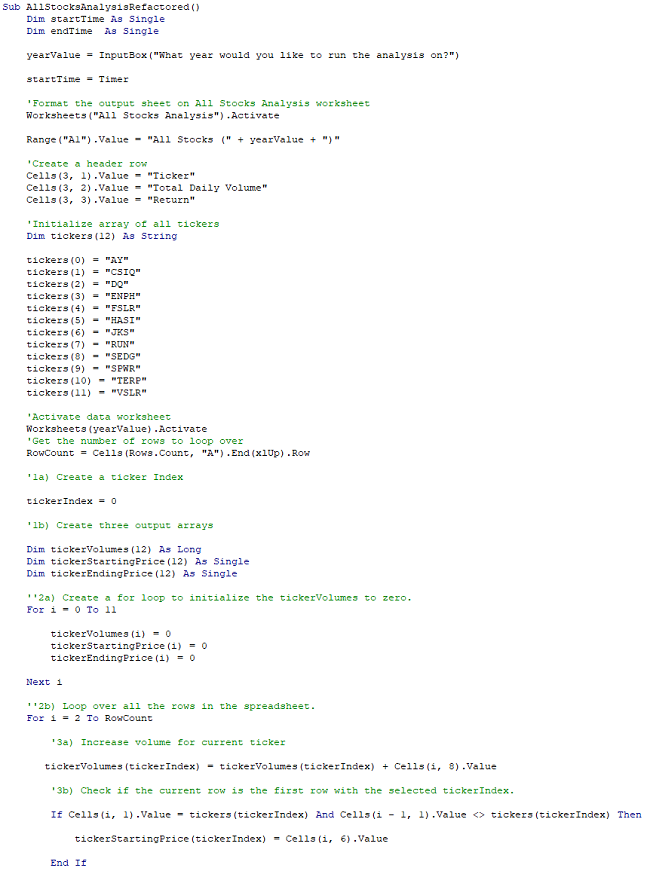 Sub AllStocksAnalysisRefactored()
    Dim startTime As Single
    Dim endTime  As Single

    yearValue = InputBox("What year would you like to run the analysis on?")

    startTime = Timer

    'Format the output sheet on All Stocks Analysis worksheet
    Worksheets("All Stocks Analysis").Activate

    Range("A1").Value = "All Stocks (" + yearValue + ")"

    'Create a header row
    Cells(3, 1).Value = "Ticker"
    Cells(3, 2).Value = "Total Daily Volume"
    Cells(3, 3).Value = "Return"

    'Initialize array of all tickers
    Dim tickers(12) As String

    tickers(0) = "AY"
    tickers(1) = "CSIQ"
    tickers(2) = "DQ"
    tickers(3) = "ENPH"
    tickers(4) = "FSLR"
    tickers(5) = "HASI"
    tickers(6) = "JKS"
    tickers(7) = "RUN"
    tickers(8) = "SEDG"
    tickers(9) = "SPWR"
    tickers(10) = "TERP"
    tickers(11) = "VSLR"

    'Activate data worksheet
    Worksheets(yearValue).Activate
    'Get the number of rows to loop over
    RowCount = Cells(Rows.Count, "A").End(xlUp).Row

    '1a) Create a ticker Index

    tickerIndex = 0

    '1b) Create three output arrays

    Dim tickerVolumes(12) As Long
    Dim tickerStartingPrice(12) As Single
    Dim tickerEndingPrice(12) As Single

    ''2a) Create a for loop to initialize the tickerVolumes to zero.
    For i = 0 To 11

        tickerVolumes(i) = 0
        tickerStartingPrice(i) = 0
        tickerEndingPrice(i) = 0

    Next i

    ''2b) Loop over all the rows in the spreadsheet.
    For i = 2 To RowCount

        '3a) Increase volume for current ticker

       tickerVolumes(tickerIndex) = tickerVolumes(tickerIndex) + Cells(i, 8).Value

        '3b) Check if the current row is the first row with the selected tickerIndex.

        If Cells(i, 1).Value = tickers(tickerIndex) And Cells(i - 1, 1).Value <> tickers(tickerIndex) Then

            tickerStartingPrice(tickerIndex) = Cells(i, 6).Value

        End If